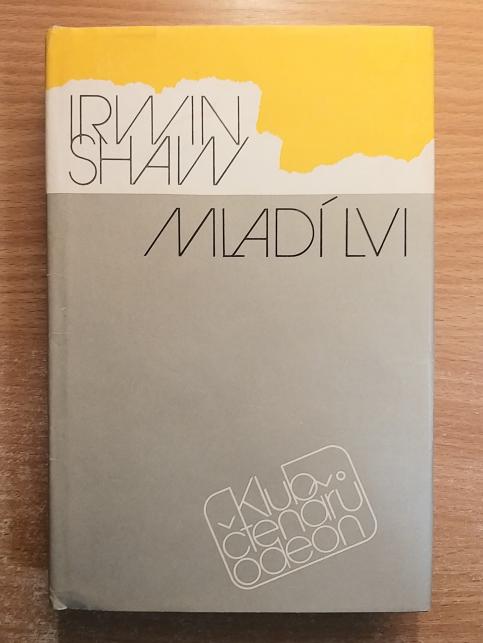 IRWIN
SHAW
MLADÍ LVI
Klub
čtenářů
odeon